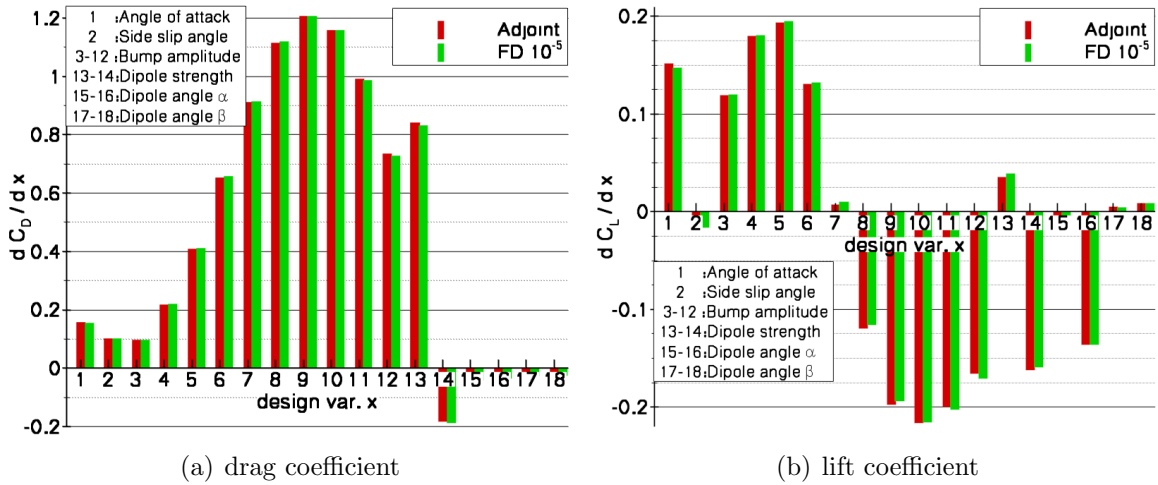 1 :Angle of attack
2 :Side slip angle
3-12 :Bump amplitude
13-14 :Dipole strength
15-16 :Dipole angle α
17-18 :Dipole angle β
Adjoint
FD 10⁻⁵
1.2
1
0.8
0.6
0.4
0.2
0
-0.2
d C_D / d x
1 2 3 4 5 6 7 8 9 10 11 12 13 14 15 16 17 18
design var. x
(a) drag coefficient
Adjoint
FD 10⁻⁵
0.2
0.1
0
-0.1
-0.2
d C_L / d x
1 2 3 4 5 6 7 8 9 10 11 12 13 14 15 16 17 18
design var. x
1 :Angle of attack
2 :Side slip angle
3-12 :Bump amplitude
13-14 :Dipole strength
15-16 :Dipole angle α
17-18 :Dipole angle β
(b) lift coefficient